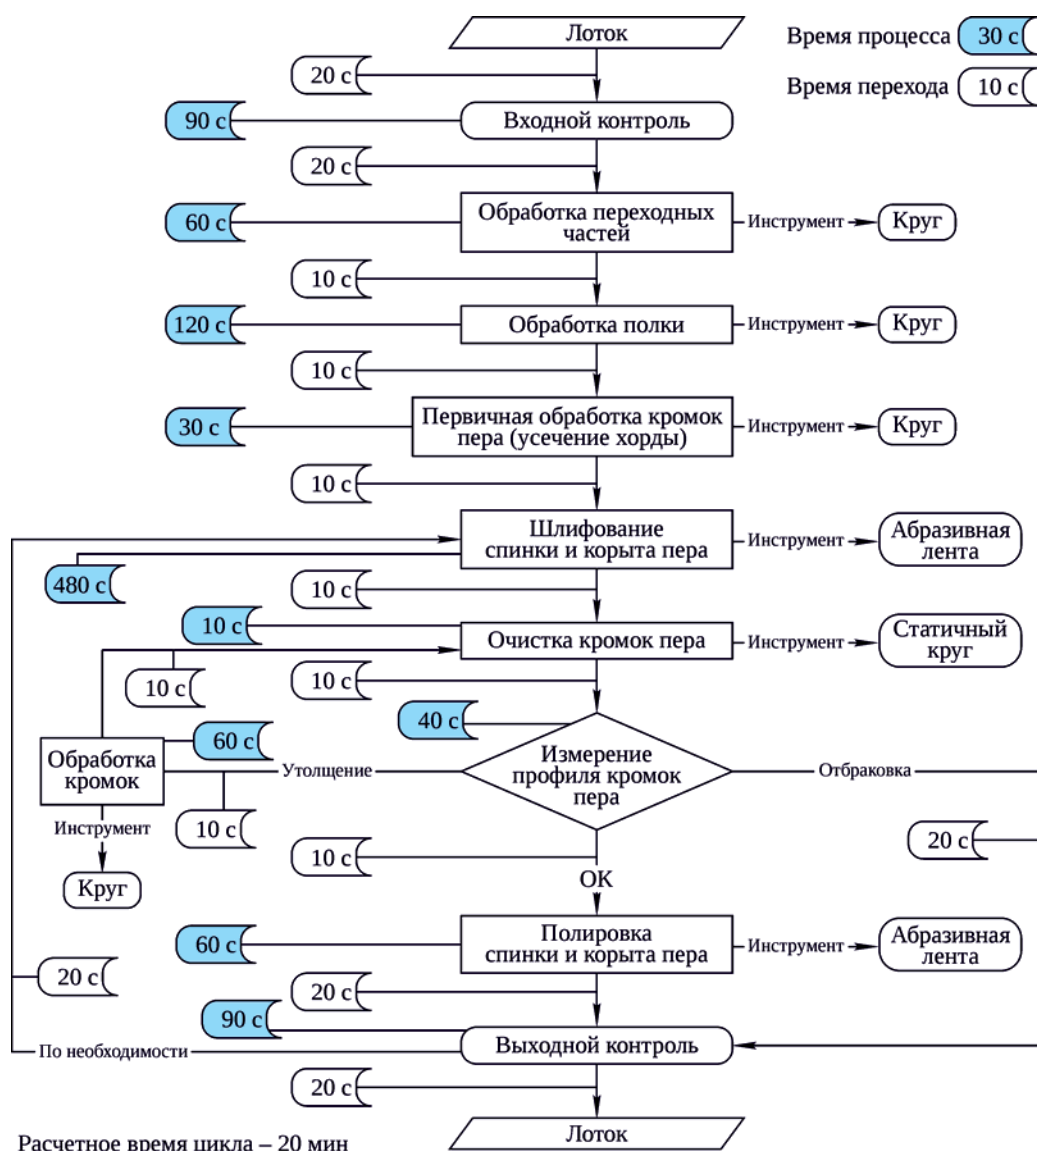 Лоток
Время процесса
30 с
20 с
Время перехода
10 с
90 с
Входной контроль
20 с
60 с
Обработка переходных
частей
Инструмент
Круг
10 с
120 с
Обработка полки
Инструмент
Круг
10 с
30 с
Первичная обработка кромок
пера (усечение хорды)
Инструмент
Круг
10 с
Шлифование
спинки и корыта пера
Инструмент
Абразивная
лента
480 с
10 с
10 с
Очистка кромок пера
Инструмент
Статичный
круг
10 с
10 с
40 с
60 с
Обработка
кромок
Утолщение
Измерение
профиля кромок
пера
Отбраковка
Инструмент
10 с
20 с
10 с
Круг
ОК
60 с
Полировка
спинки и корыта пера
Инструмент
Абразивная
лента
20 с
20 с
90 с
По необходимости
Выходной контроль
20 с
Лоток
Расчетное время цикла – 20 мин